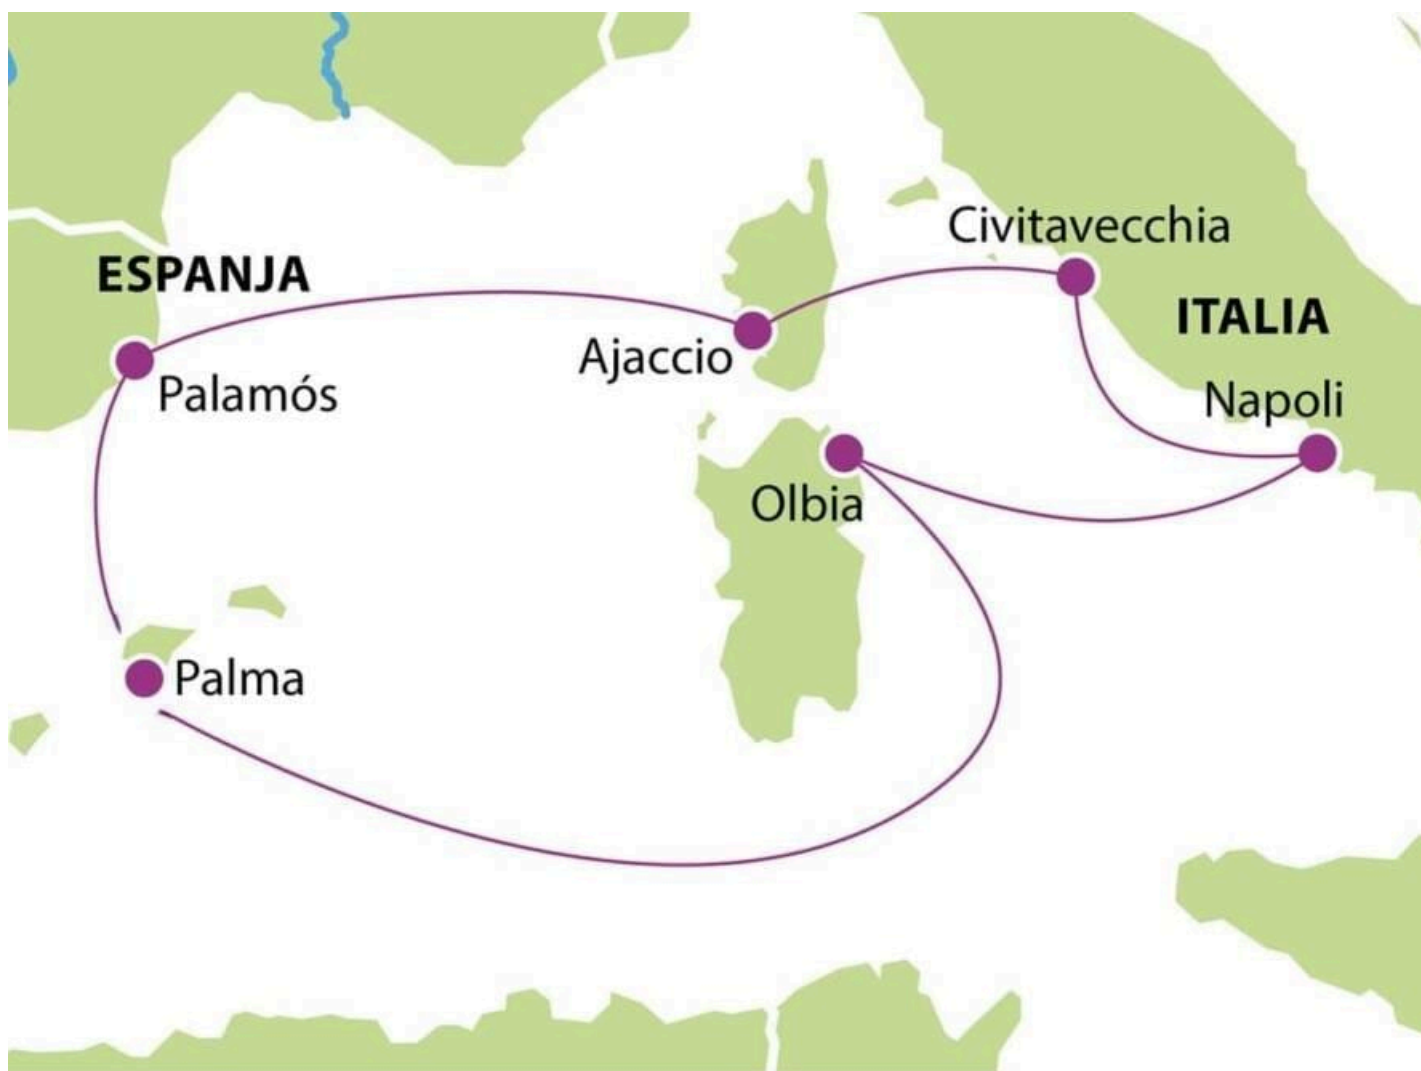 Civitavecchia
ESPANJA
ITALIA
Ajaccio
Palamós
Napoli
Olbia
Palma